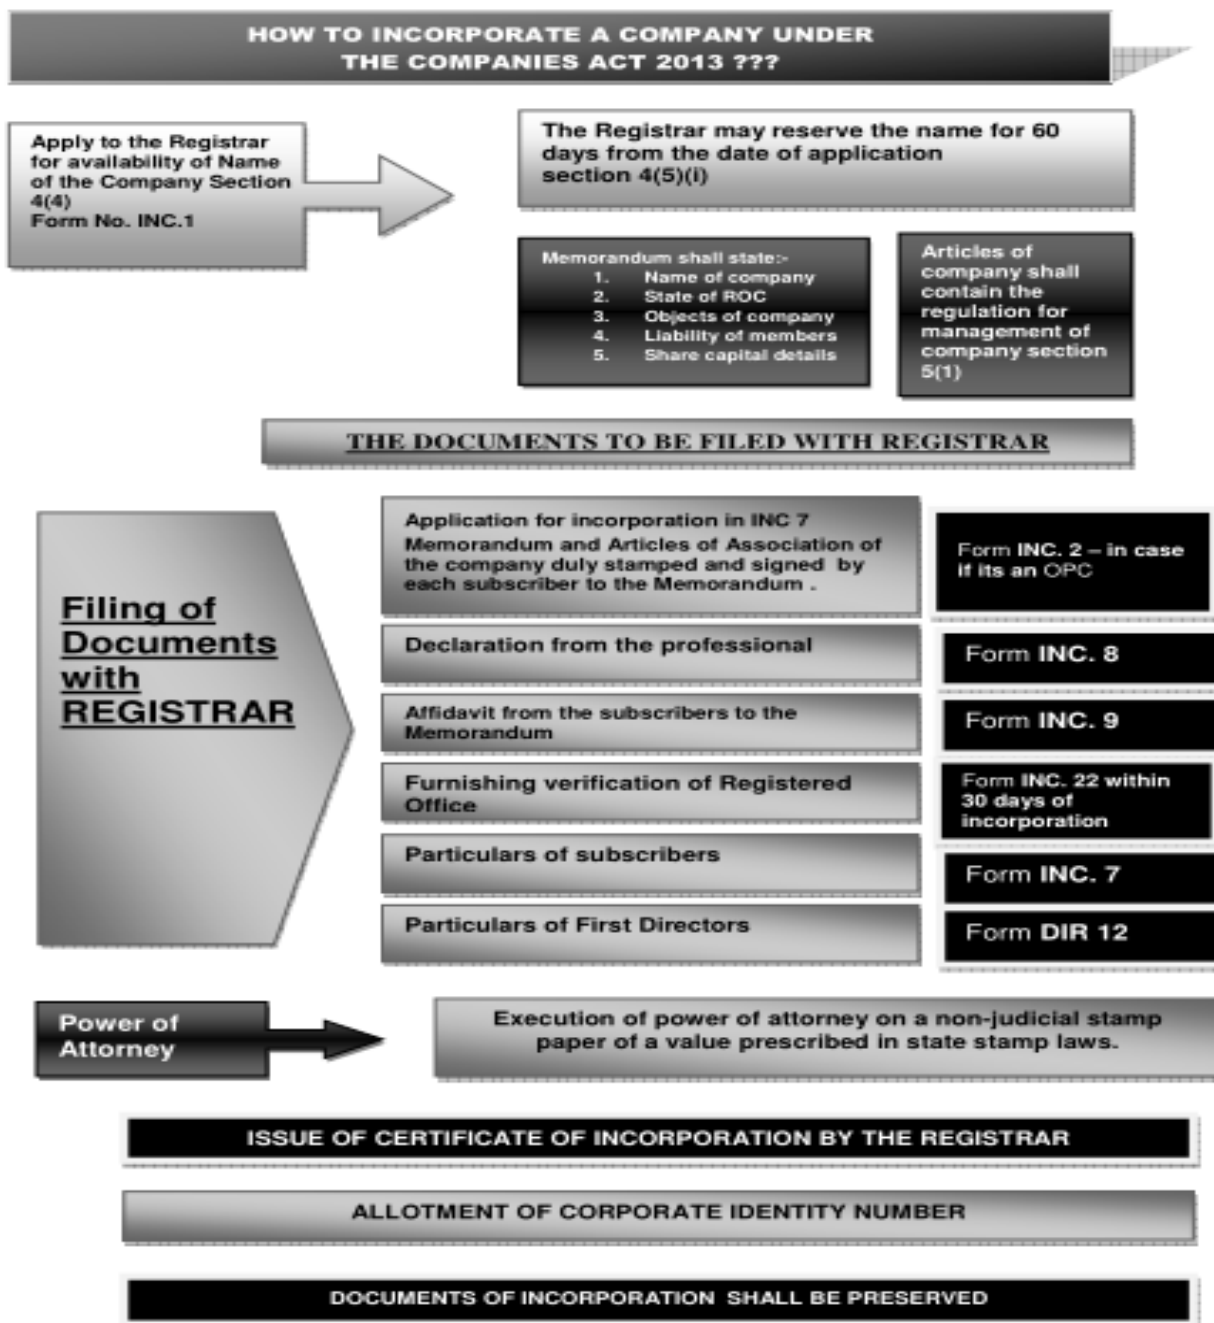 HOW TO INCORPORATE A COMPANY UNDER
THE COMPANIES ACT 2013 ???
Apply to the Registrar
for availability of Name
of the Company Section
4(4)
Form No. INC.1
The Registrar may reserve the name for 60
days from the date of application
section 4(5)(i)
Memorandum shall state:-
1. Name of company
2. State of ROC
3. Objects of company
4. Liability of members
5. Share capital details
Articles of
company shall
contain the
regulation for
management of
company section
5(1)
THE DOCUMENTS TO BE FILED WITH REGISTRAR
Filing of
Documents
with
REGISTRAR
Application for incorporation in INC 7
Memorandum and Articles of Association of
the company duly stamped and signed by
each subscriber to the Memorandum .
Form INC. 2 – in case
if its an OPC
Declaration from the professional
Form INC. 8
Affidavit from the subscribers to the
Memorandum
Form INC. 9
Furnishing verification of Registered
Office
Form INC. 22 within
30 days of
incorporation
Particulars of subscribers
Form INC. 7
Particulars of First Directors
Form DIR 12
Power of
Attorney
Execution of power of attorney on a non-judicial stamp
paper of a value prescribed in state stamp laws.
ISSUE OF CERTIFICATE OF INCORPORATION BY THE REGISTRAR
ALLOTMENT OF CORPORATE IDENTITY NUMBER
DOCUMENTS OF INCORPORATION SHALL BE PRESERVED